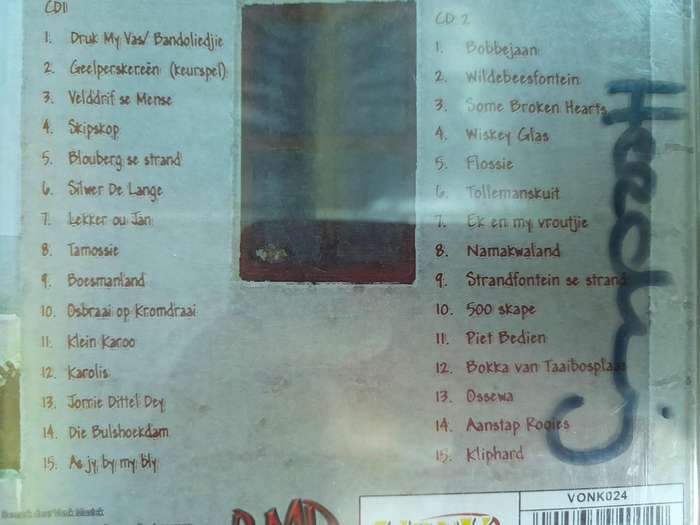 CD 1
1. Druk My Vas/ Bandoliedjie
2. Geelperskereën (keurspel)
3. Velddrif se Mense
4. Skipskop
5. Blouberg se strand
6. Silwer De Lange
7. Lekker ou Jan
8. Tamossie
9. Boesmanland
10. Osbraai op Kromdraai
11. Klein Karoo
12. Karolis
13. Jomie Dittel Dey
14. Die Bulshoekdam
15. As jy by my bly
CD 2
1. Bobbejaan
2. Wildebeesfontein
3. Some Broken Hearts
4. Wiskey Glas
5. Flossie
6. Tollemanskuit
7. Ek en my vroutjie
8. Namakwaland
9. Strandfontein se strand
10. 500 skape
11. Piet Bedien
12. Bokka van Taaibosplaas
13. Ossewa
14. Aanstap Rooies
15. Kliphard
VONK024